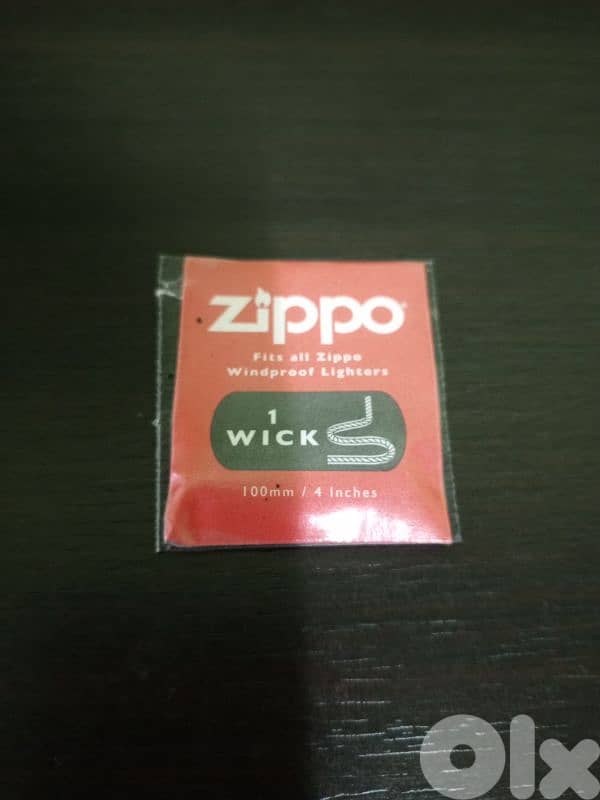 zippo
Fits all Zippo
Windproof Lighters
1
WICK
100mm / 4 Inches
Olx